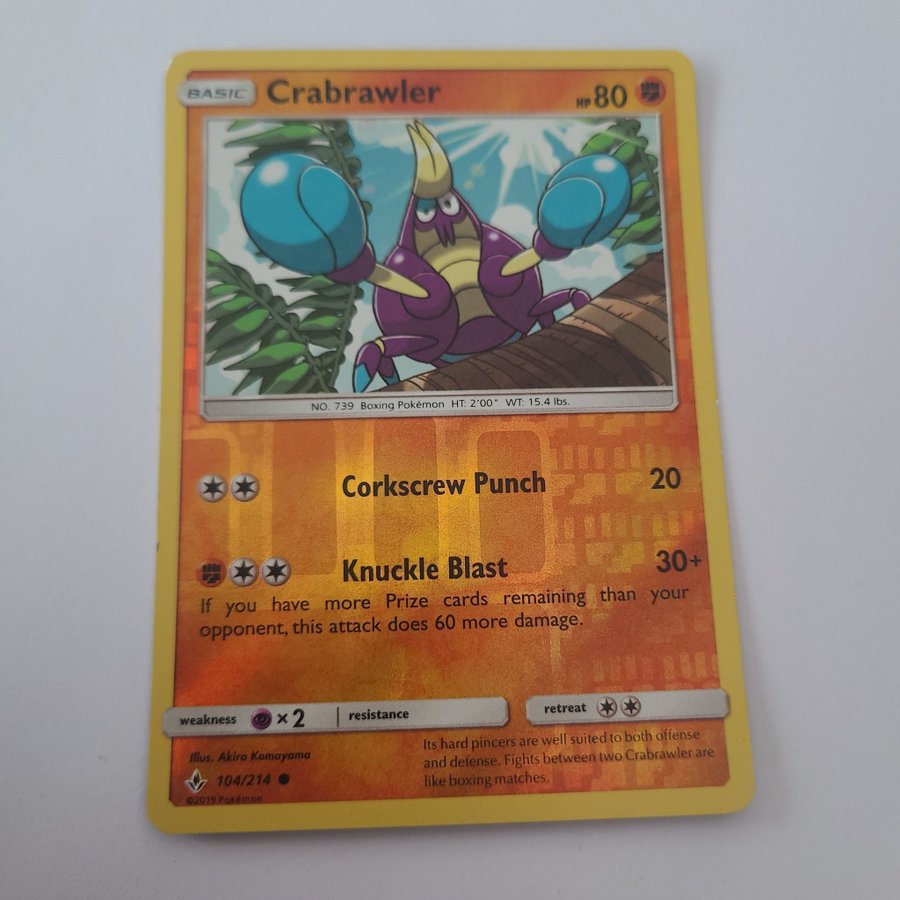 BASIC Crabrawler HP 80
NO. 739 Boxing Pokémon HT: 2'00" WT: 15.4 lbs.
Corkscrew Punch 20
Knuckle Blast 30+
If you have more Prize cards remaining than your
opponent, this attack does 60 more damage.
weakness ×2 resistance retreat
Illus. Akira Komayama
104/214
©2019 Pokémon
Its hard pincers are well suited to both offense
and defense. Fights between two Crabrawler are
like boxing matches.